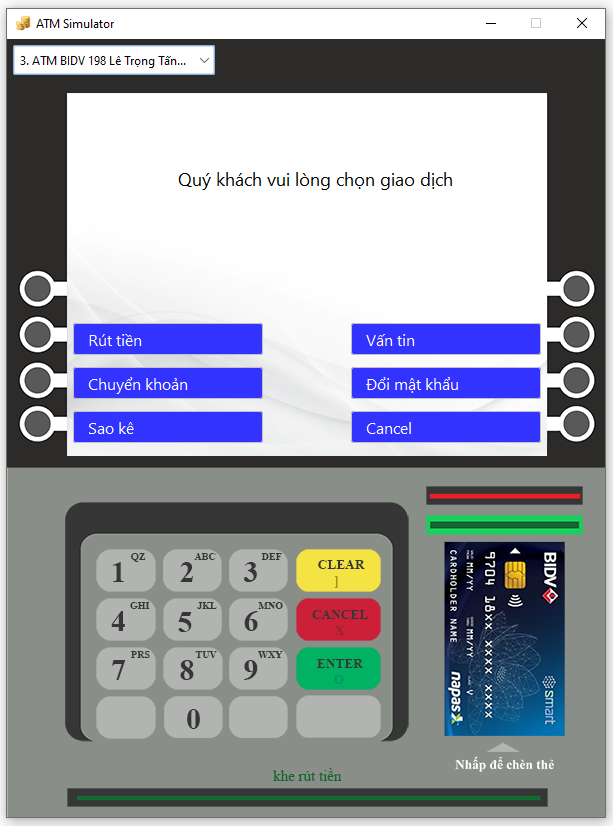 ATM Simulator
3. ATM BIDV 198 Lê Trọng Tấn...
Quý khách vui lòng chọn giao dịch
Rút tiền
Vấn tin
Chuyển khoản
Đổi mật khẩu
Sao kê
Cancel
1 QZ
2 ABC
3 DEF
CLEAR
]
4 GHI
5 JKL
6 MNO
CANCEL
X
7 PRS
8 TUV
9 WXY
ENTER
O
0
BIDV
9704 18xx xxxx xxxx
MM/YY
MM/YY
V
CARDHOLDER NAME
smart
napas
Nhấp để chèn thẻ
khe rút tiền